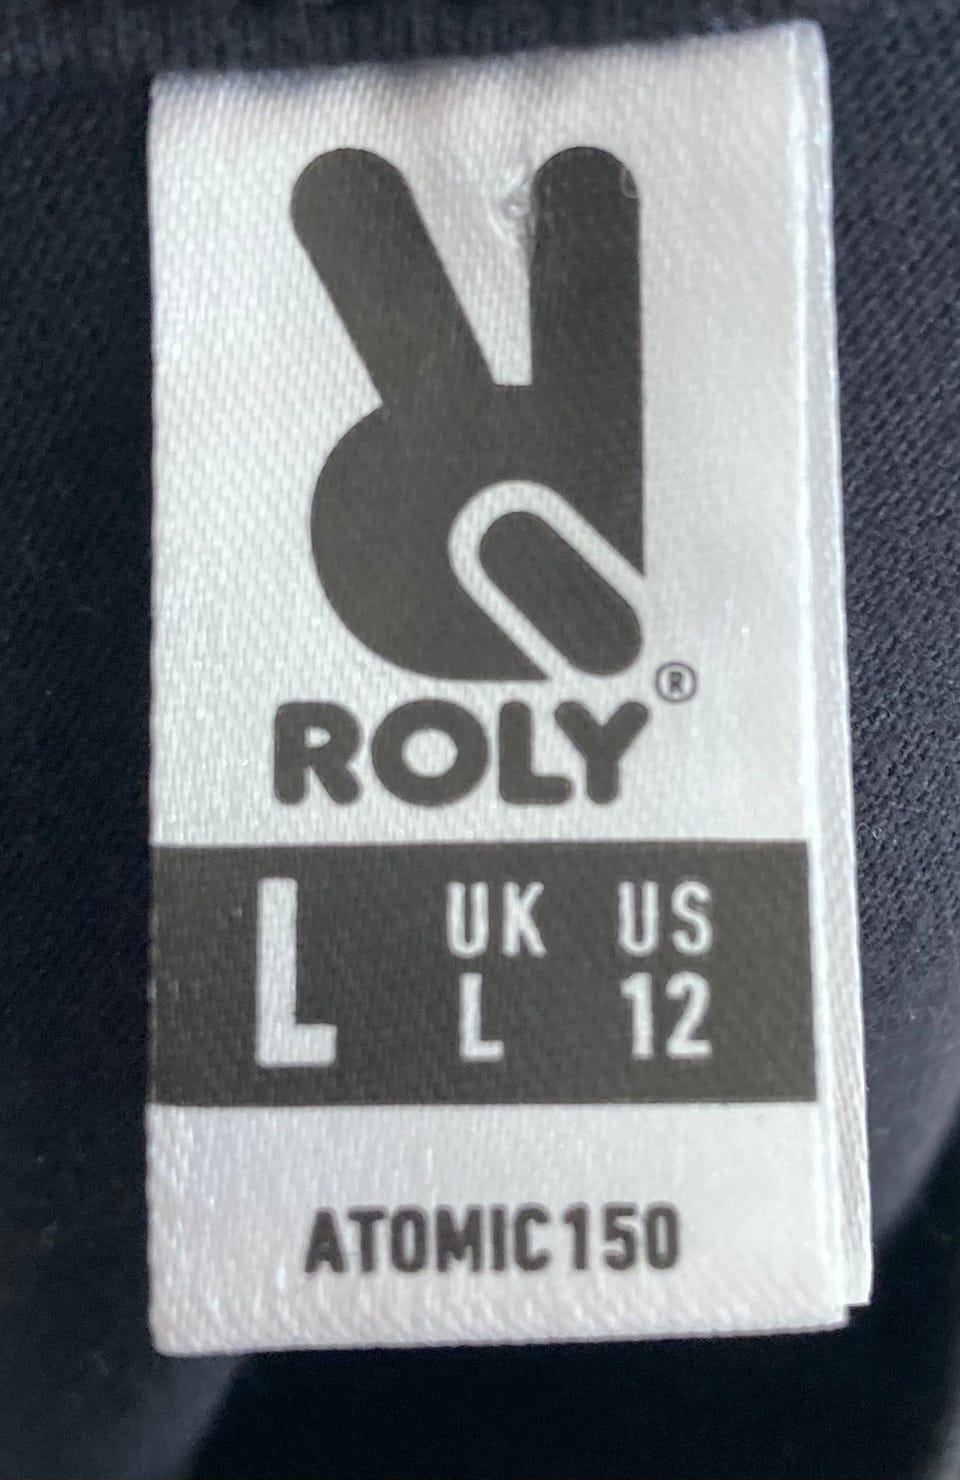 ROLY®
L UK US
L 12
ATOMIC150